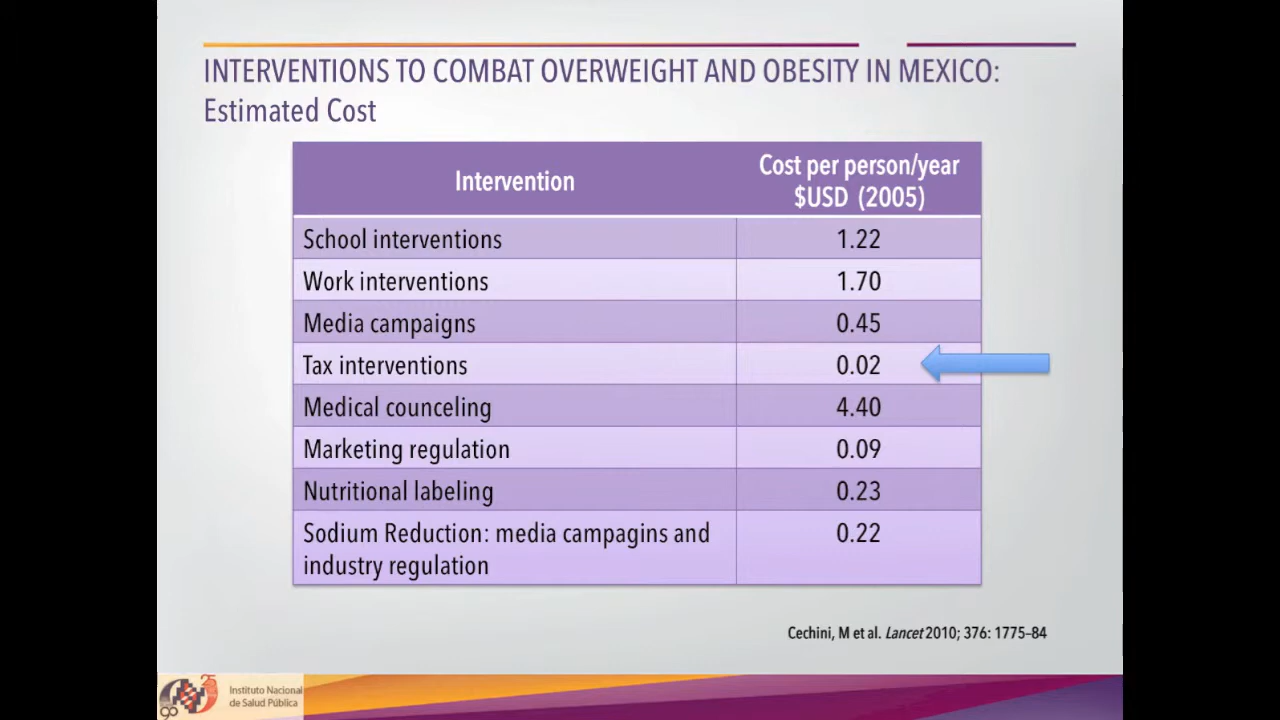 INTERVENTIONS TO COMBAT OVERWEIGHT AND OBESITY IN MEXICO:
Estimated Cost
Intervention
Cost per person/year
$USD (2005)
School interventions 1.22
Work interventions 1.70
Media campaigns 0.45
Tax interventions 0.02
Medical counceling 4.40
Marketing regulation 0.09
Nutritional labeling 0.23
Sodium Reduction: media campagins and 0.22
industry regulation
Cechini, M et al. Lancet 2010; 376: 1775–84
25
Instituto Nacional
de Salud Pública